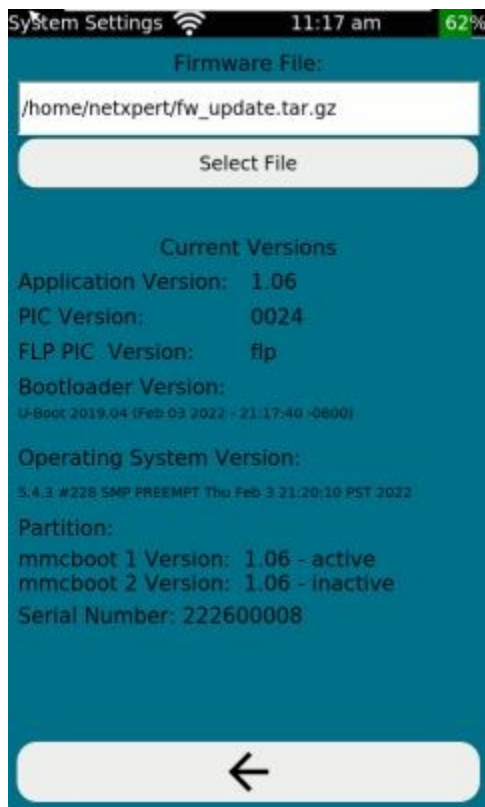 System Settings 11:17 am 62%
Firmware File:
/home/netxpert/fw_update.tar.gz
Select File
Current Versions
Application Version: 1.06
PIC Version: 0024
FLP PIC Version: flp
Bootloader Version:
U-Boot 2019.04 (Feb 03 2022 - 21:17:40 -0800)
Operating System Version:
5.4.3 #228 SMP PREEMPT Thu Feb 3 21:20:10 PST 2022
Partition:
mmcboot 1 Version: 1.06 - active
mmcboot 2 Version: 1.06 - inactive
Serial Number: 222600008